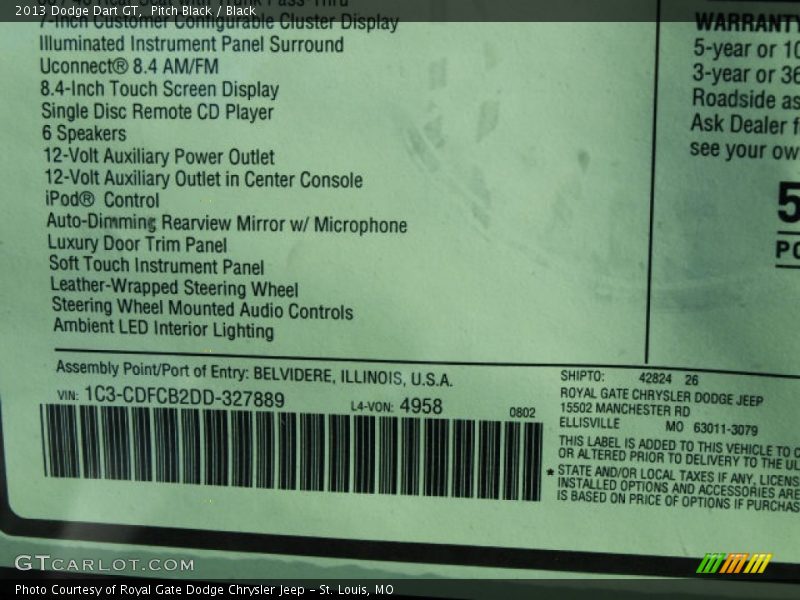 2013 Dodge Dart GT, Pitch Black / Black
7-Inch Customer Configurable Cluster Display
Illuminated Instrument Panel Surround
Uconnect® 8.4 AM/FM
8.4-Inch Touch Screen Display
Single Disc Remote CD Player
6 Speakers
12-Volt Auxiliary Power Outlet
12-Volt Auxiliary Outlet in Center Console
iPod® Control
Auto-Dimming Rearview Mirror w/ Microphone
Luxury Door Trim Panel
Soft Touch Instrument Panel
Leather-Wrapped Steering Wheel
Steering Wheel Mounted Audio Controls
Ambient LED Interior Lighting
WARRANTY
5-year or 10
3-year or 36
Roadside as
Ask Dealer f
see your ow
5
PO
Assembly Point/Port of Entry: BELVIDERE, ILLINOIS, U.S.A.
VIN: 1C3-CDFCB2DD-327889
L4-VON: 4958
0802
SHIPTO: 42824 26
ROYAL GATE CHRYSLER DODGE JEEP
15502 MANCHESTER RD
ELLISVILLE MO 63011-3079
THIS LABEL IS ADDED TO THIS VEHICLE TO C
OR ALTERED PRIOR TO DELIVERY TO THE UL
* STATE AND/OR LOCAL TAXES IF ANY, LICENS
INSTALLED OPTIONS AND ACCESSORIES ARE
IS BASED ON PRICE OF OPTIONS IF PURCHAS
GTCARLOT.COM
Photo Courtesy of Royal Gate Dodge Chrysler Jeep - St. Louis, MO